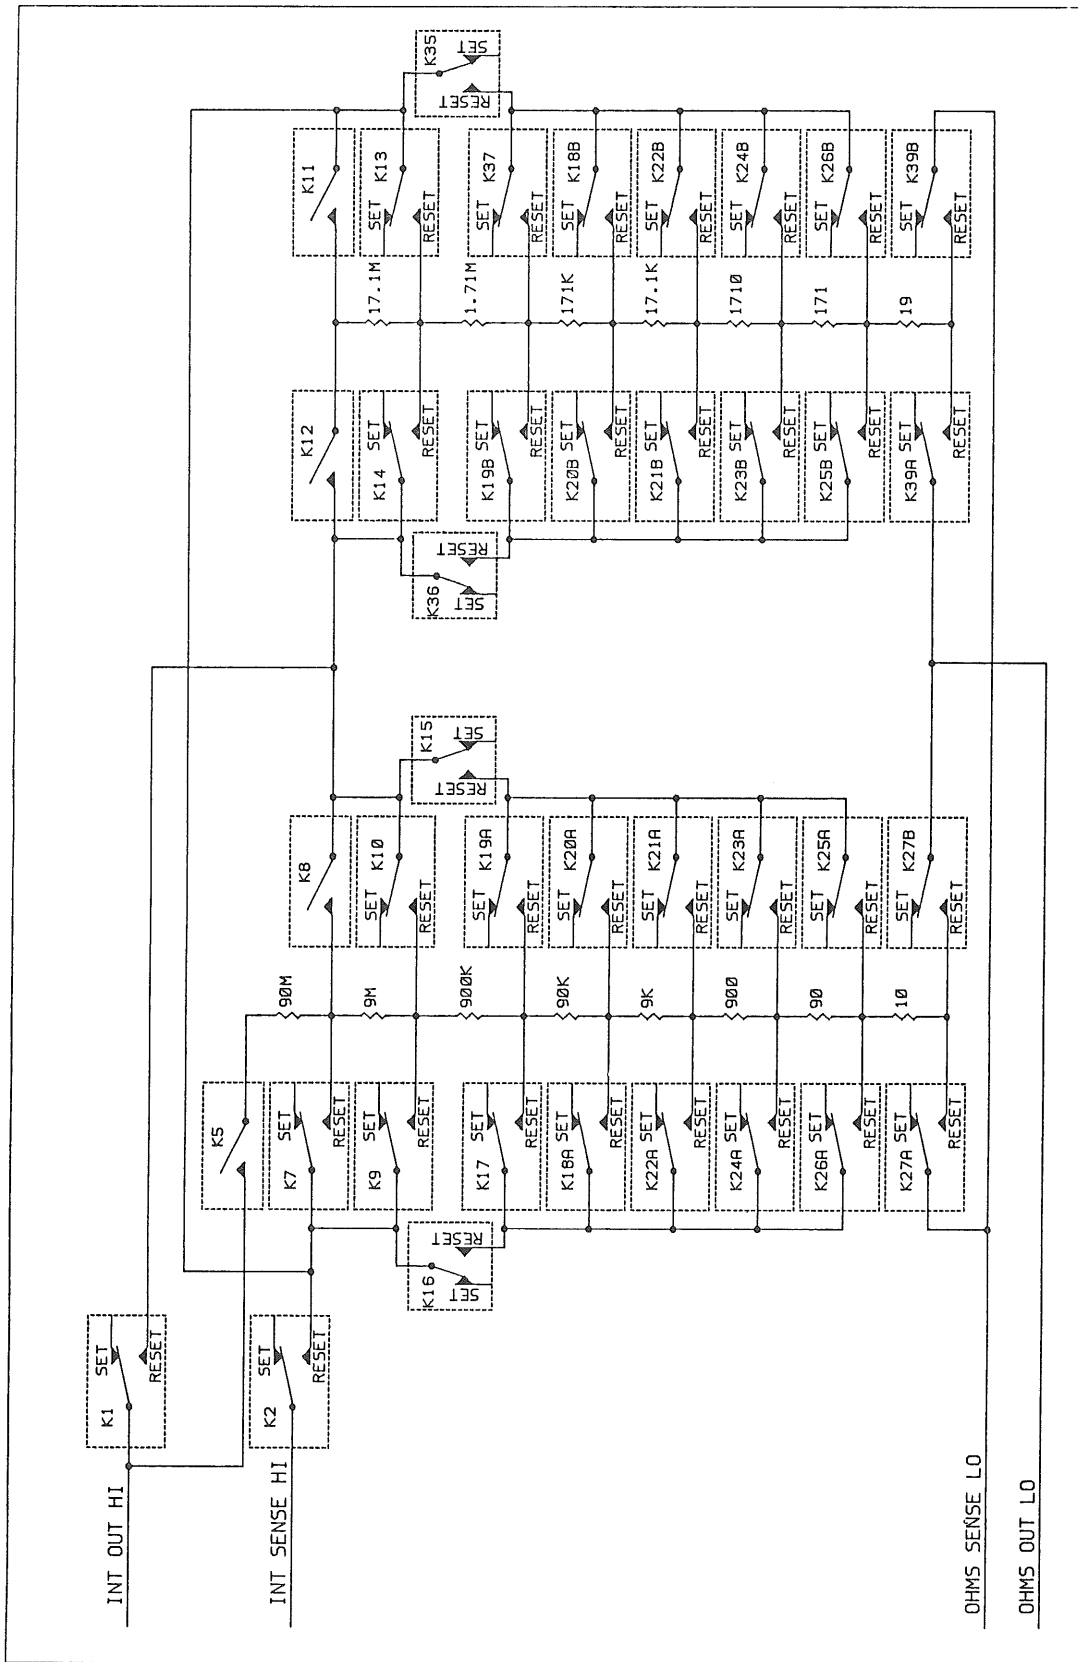 INT OUT HI
K1
SET
RESET
INT SENSE HI
K2
SET
RESET
K5
K7
SET
RESET
K9
SET
RESET
K16
SET
RESET
K17
SET
RESET
K18A
SET
RESET
K22A
SET
RESET
K24A
SET
RESET
K26A
SET
RESET
K27A
SET
RESET
90M
9M
900K
90K
9K
900
90
10
K8
K10
SET
RESET
K15
SET
RESET
K19A
SET
RESET
K20A
SET
RESET
K21A
SET
RESET
K23A
SET
RESET
K25A
SET
RESET
K27B
SET
RESET
K12
K14
SET
RESET
K36
SET
RESET
K19B
SET
RESET
K20B
SET
RESET
K21B
SET
RESET
K23B
SET
RESET
K25B
SET
RESET
K39A
SET
RESET
17.1M
1.71M
171K
17.1K
1710
171
19
K11
K13
SET
RESET
K35
SET
RESET
K37
SET
RESET
K18B
SET
RESET
K22B
SET
RESET
K24B
SET
RESET
K26B
SET
RESET
K39B
SET
RESET
OHMS SENSE LO
OHMS OUT LO